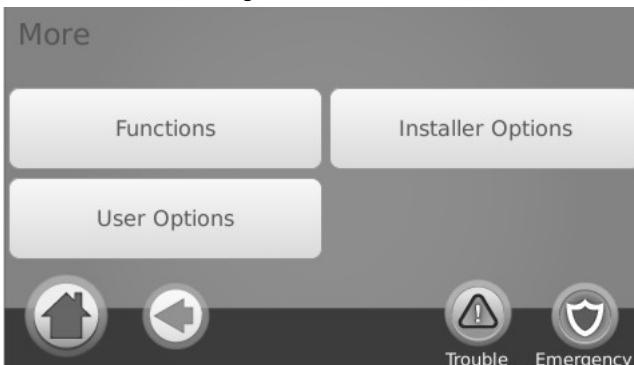 More
Functions
Installer Options
User Options
Trouble
Emergency